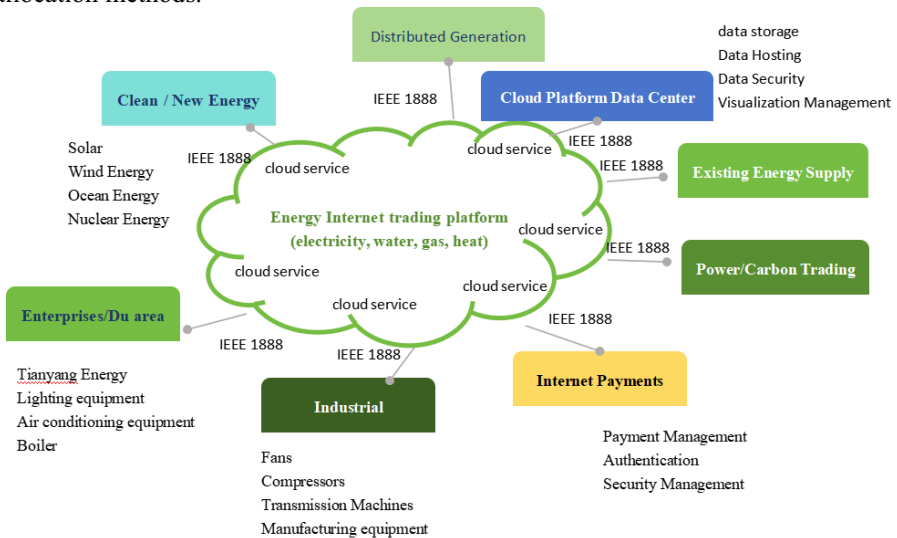 allocation methods.
Distributed Generation
data storage
Data Hosting
Data Security
Visualization Management
Clean / New Energy
IEEE 1888
Cloud Platform Data Center
Solar
Wind Energy
Ocean Energy
Nuclear Energy
IEEE 1888
cloud service
cloud service
IEEE 1888
IEEE 1888
Existing Energy Supply
Energy Internet trading platform
(electricity, water, gas, heat)
cloud service
IEEE 1888
Power/Carbon Trading
cloud service
cloud service
cloud service
Enterprises/Du area
IEEE 1888
IEEE 1888
IEEE 1888
Tianyang Energy
Lighting equipment
Air conditioning equipment
Boiler
Industrial
Internet Payments
Fans
Compressors
Transmission Machines
Manufacturing equipment
Payment Management
Authentication
Security Management